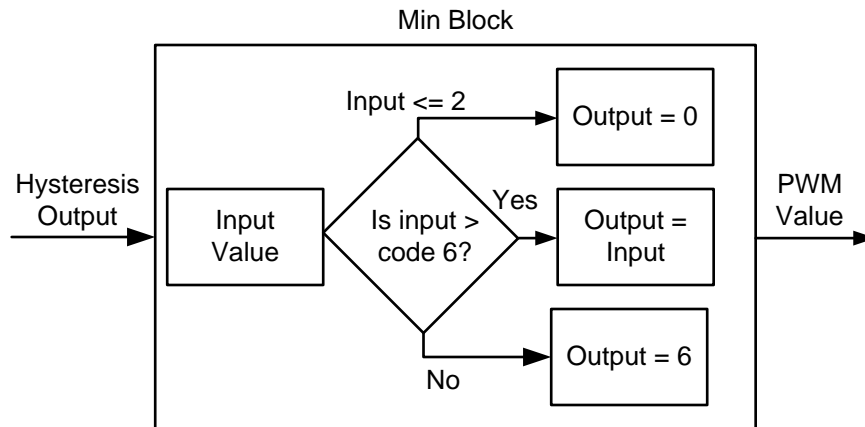 Min Block
Input <= 2
Output = 0
Hysteresis
Output
Input
Value
Is input >
code 6?
Yes
Output =
Input
PWM
Value
No
Output = 6